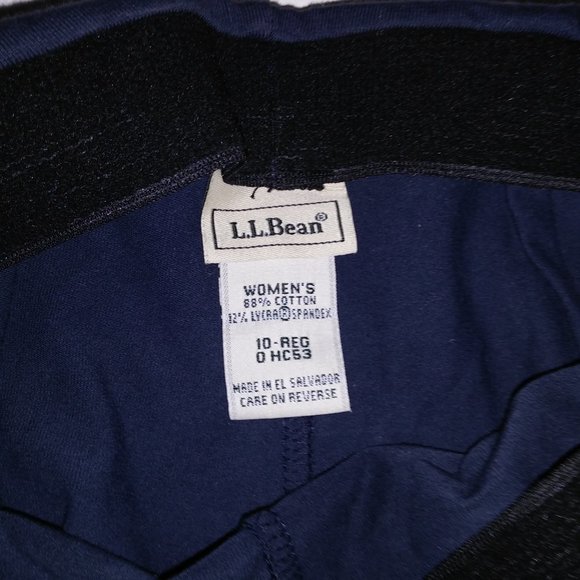 L.L.Bean®
WOMEN'S
88% COTTON
12% LYCRA® SPANDEX
10-REG
0 HC53
MADE IN EL SALVADOR
CARE ON REVERSE